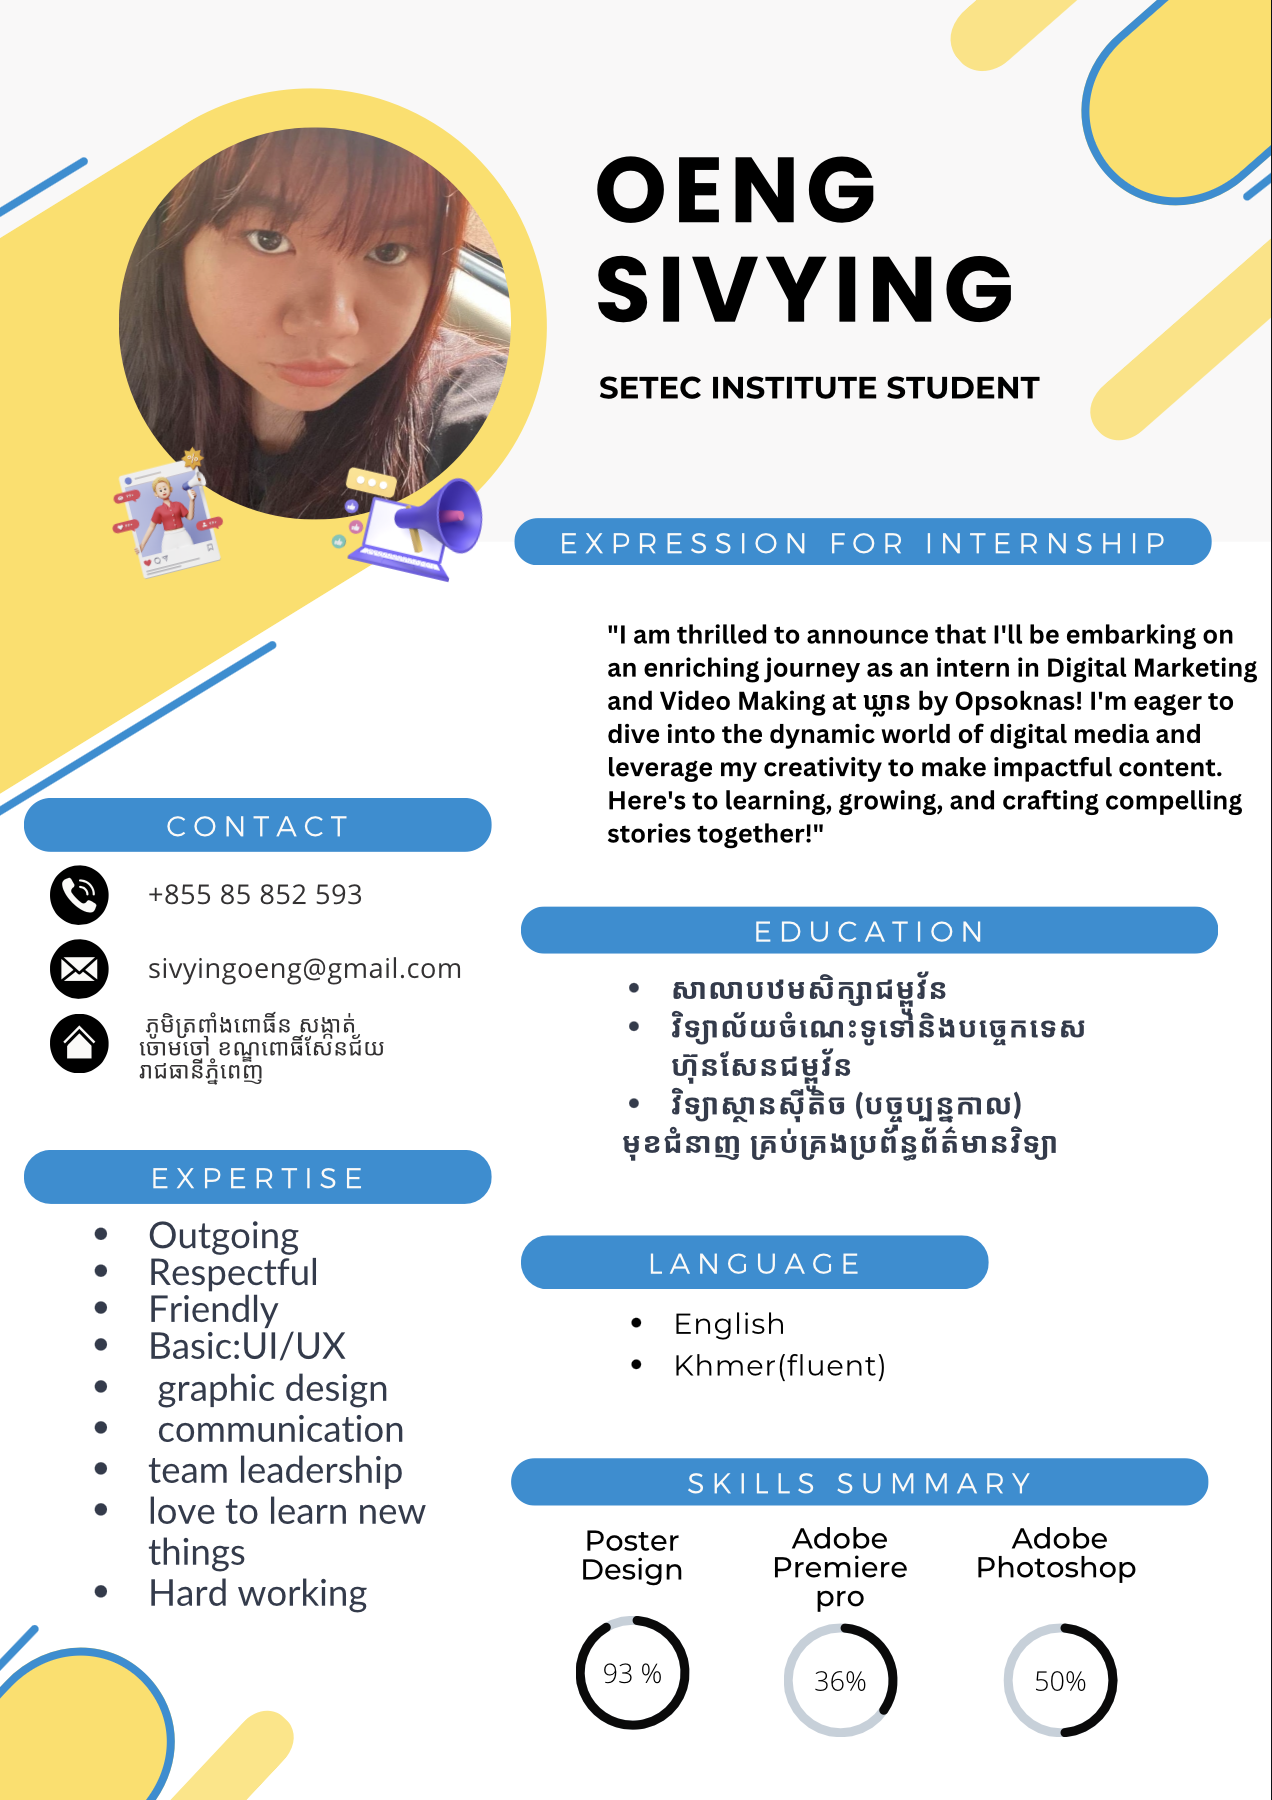 OENG
SIVYING
SETEC INSTITUTE STUDENT
EXPRESSION FOR INTERNSHIP
"I am thrilled to announce that I'll be embarking on
an enriching journey as an intern in Digital Marketing
and Video Making at ឃ្លាន by Opsoknas! I'm eager to
dive into the dynamic world of digital media and
leverage my creativity to make impactful content.
Here's to learning, growing, and crafting compelling
stories together!"
CONTACT
+855 85 852 593
sivyingoeng@gmail.com
ភូមិត្រពាំងពោធិ៍ន សង្កាត់
ចោមចៅ ខណ្ឌពោធិ៍សែនជ័យ
រាជធានីភ្នំពេញ
EXPERTISE
Outgoing
Respectful
Friendly
Basic:UI/UX
graphic design
communication
team leadership
love to learn new
things
Hard working
EDUCATION
សាលាបឋមសិក្សាជម្ពូវ័ន
វិទ្យាល័យចំណេះទូទៅនិងបច្ចេកទេស
ហ៊ុនសែនជម្ពូវ័ន
វិទ្យាស្ថានស៊ីតិច (បច្ចុប្បន្នកាល)
មុខជំនាញ គ្រប់គ្រងប្រព័ន្ធព័ត៌មានវិទ្យា
LANGUAGE
English
Khmer(fluent)
SKILLS SUMMARY
Poster
Design
93 %
Adobe
Premiere
pro
36%
Adobe
Photoshop
50%